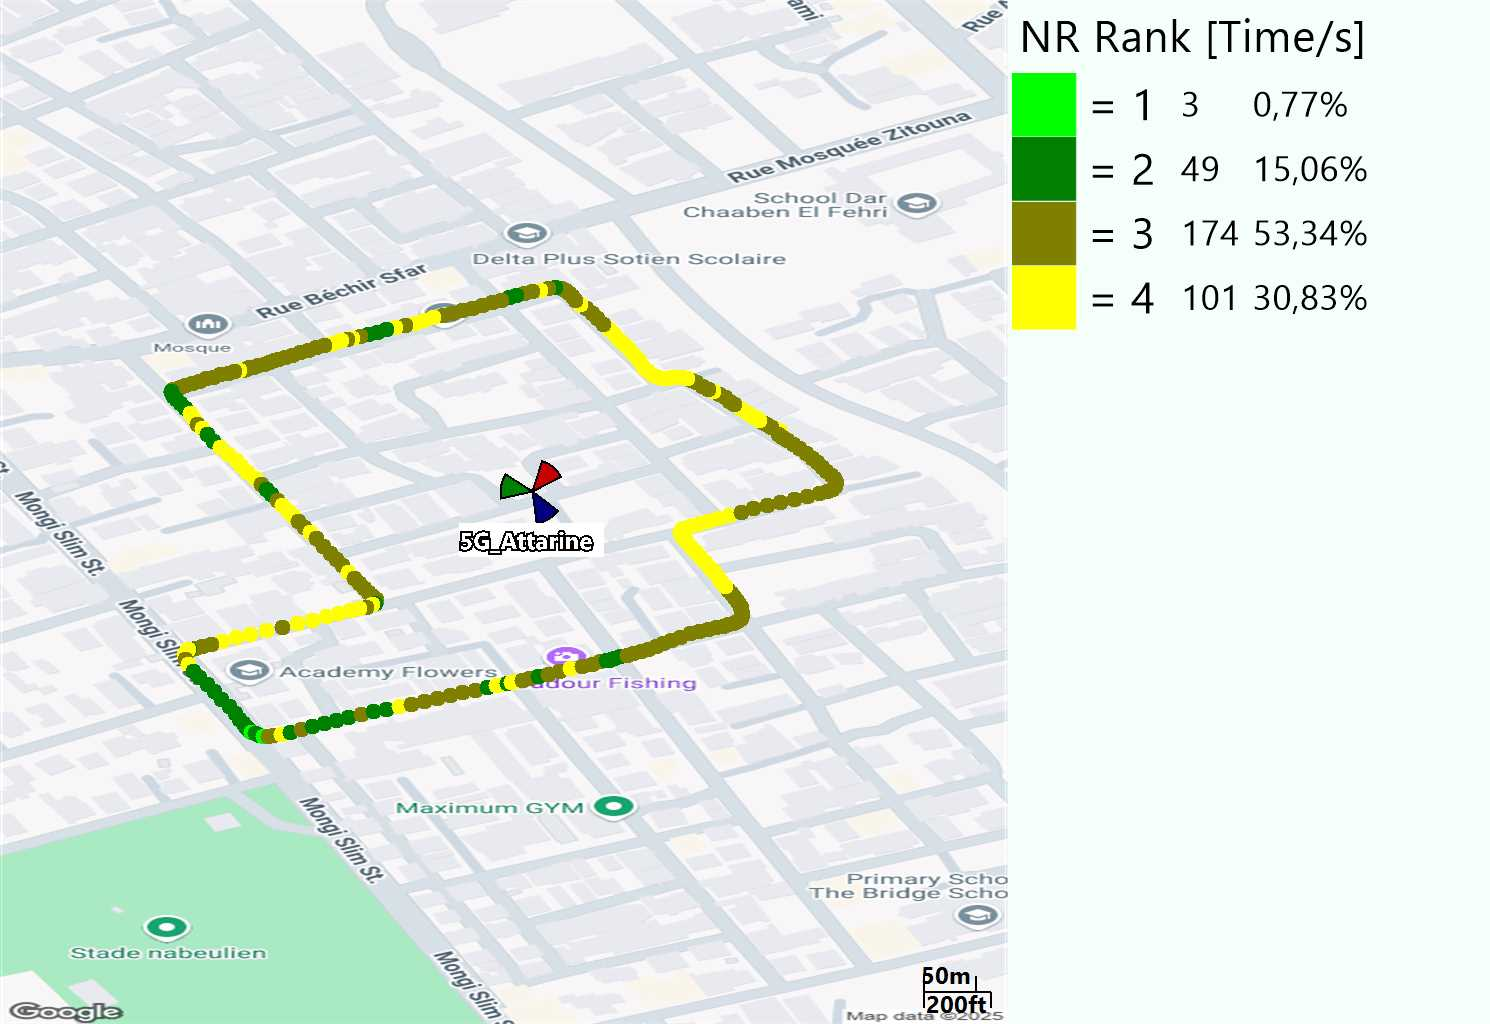 NR Rank [Time/s]
= 1 3 0,77%
= 2 49 15,06%
= 3 174 53,34%
= 4 101 30,83%
Rue Mosquée Zitouna
School Dar
Chaaben El Fehri
Delta Plus Sotien Scolaire
Rue Béchir Sfar
Mosque
Mongi Slim St.
5G_Attarine
Mongi Slim
Academy Flowers
adour Fishing
Maximum GYM
Mongi Slim St.
Primary Scho
The Bridge Scho
Stade nabeulien
Mongi Slim S
50m
200ft
Google
Map data ©2025